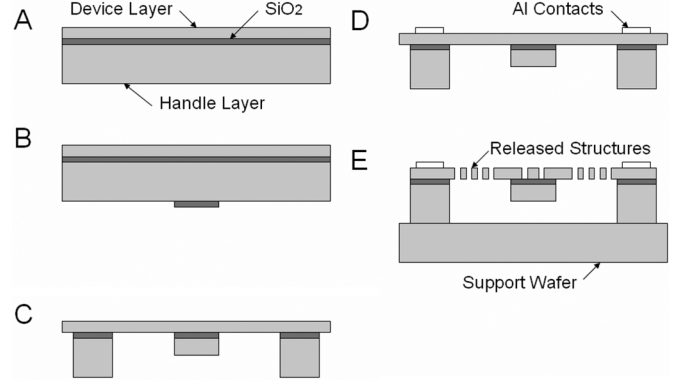 A
Device Layer
SiO2
Handle Layer
B
C
D
Al Contacts
E
Released Structures
Support Wafer